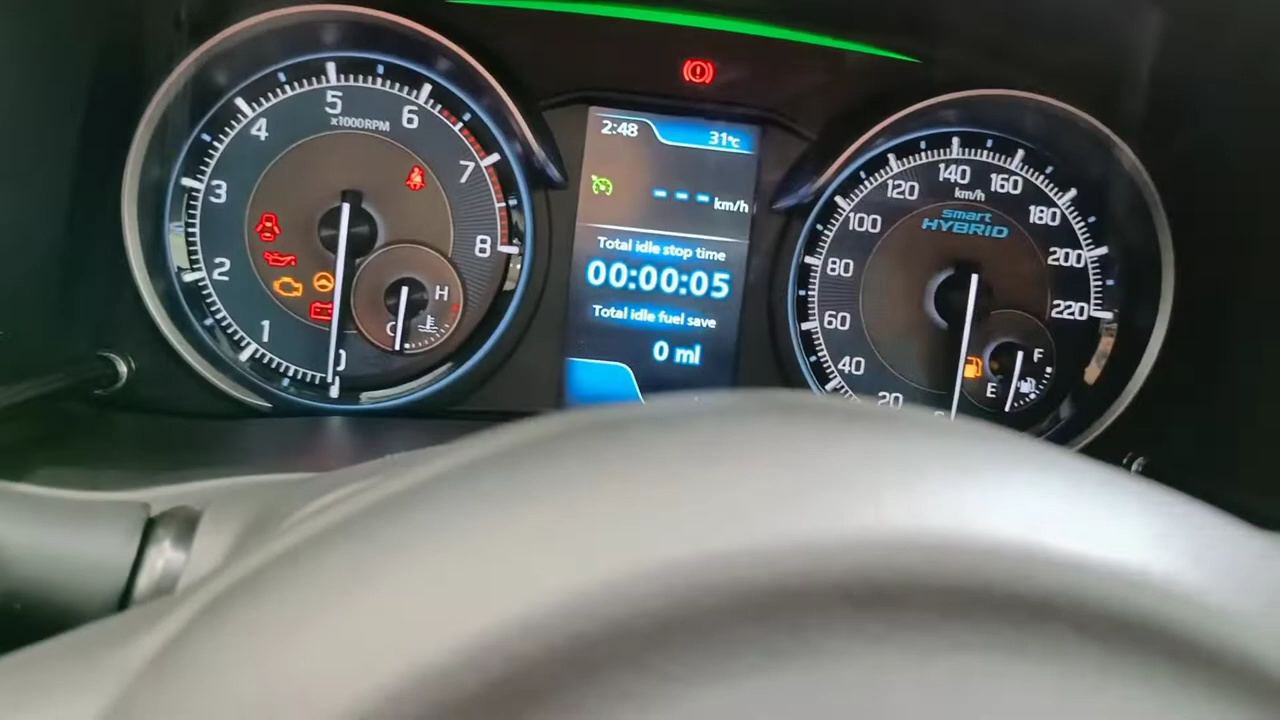 5
4
6
x1000RPM
3
7
2
8
1
0
H
C
2:48
31°c
--- km/h
Total idle stop time
00:00:05
Total idle fuel save
0 ml
140
120
160
km/h
100
180
smart
HYBRID
80
200
60
220
40
20
F
E